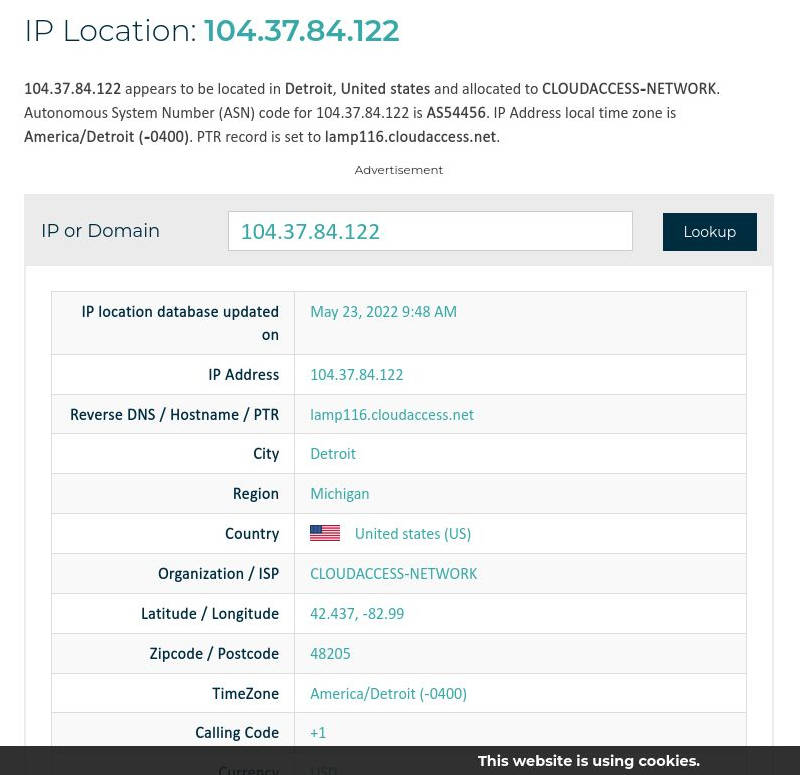 IP Location: 104.37.84.122
104.37.84.122 appears to be located in Detroit, United states and allocated to CLOUDACCESS-NETWORK.
Autonomous System Number (ASN) code for 104.37.84.122 is AS54456. IP Address local time zone is
America/Detroit (-0400). PTR record is set to lamp116.cloudaccess.net.
Advertisement
IP or Domain 104.37.84.122 Lookup
IP location database updated May 23, 2022 9:48 AM
on
IP Address 104.37.84.122
Reverse DNS / Hostname / PTR lamp116.cloudaccess.net
City Detroit
Region Michigan
Country United states (US)
Organization / ISP CLOUDACCESS-NETWORK
Latitude / Longitude 42.437, -82.99
Zipcode / Postcode 48205
TimeZone America/Detroit (-0400)
Calling Code +1
This website is using cookies.
Currency USD